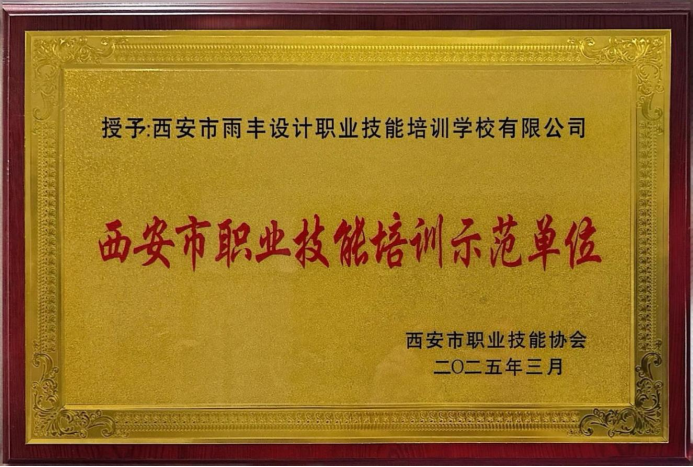 授予:西安市雨丰设计职业技能培训学校有限公司
西安市职业技能培训示范单位
西安市职业技能协会
二〇二五年三月